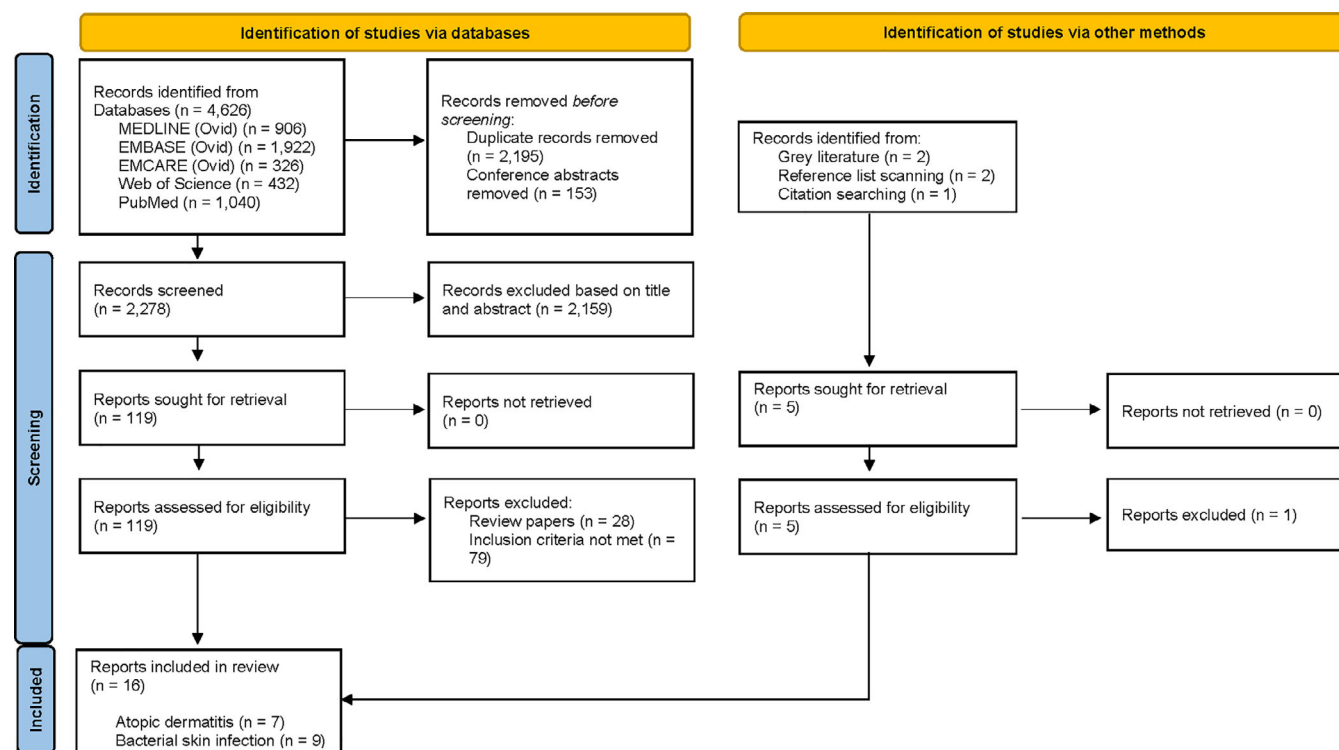 Identification of studies via databases
Identification of studies via other methods
Identification
Records identified from
Databases (n = 4,626)
MEDLINE (Ovid) (n = 906)
EMBASE (Ovid) (n = 1,922)
EMCARE (Ovid) (n = 326)
Web of Science (n = 432)
PubMed (n = 1,040)
Records removed before
screening:
Duplicate records removed
(n = 2,195)
Conference abstracts
removed (n = 153)
Records identified from:
Grey literature (n = 2)
Reference list scanning (n = 2)
Citation searching (n = 1)
Screening
Records screened
(n = 2,278)
Records excluded based on title
and abstract (n = 2,159)
Reports sought for retrieval
(n = 119)
Reports not retrieved
(n = 0)
Reports sought for retrieval
(n = 5)
Reports not retrieved (n = 0)
Reports assessed for eligibility
(n = 119)
Reports excluded:
Review papers (n = 28)
Inclusion criteria not met (n =
79)
Reports assessed for eligibility
(n = 5)
Reports excluded (n = 1)
Included
Reports included in review
(n = 16)
Atopic dermatitis (n = 7)
Bacterial skin infection (n = 9)